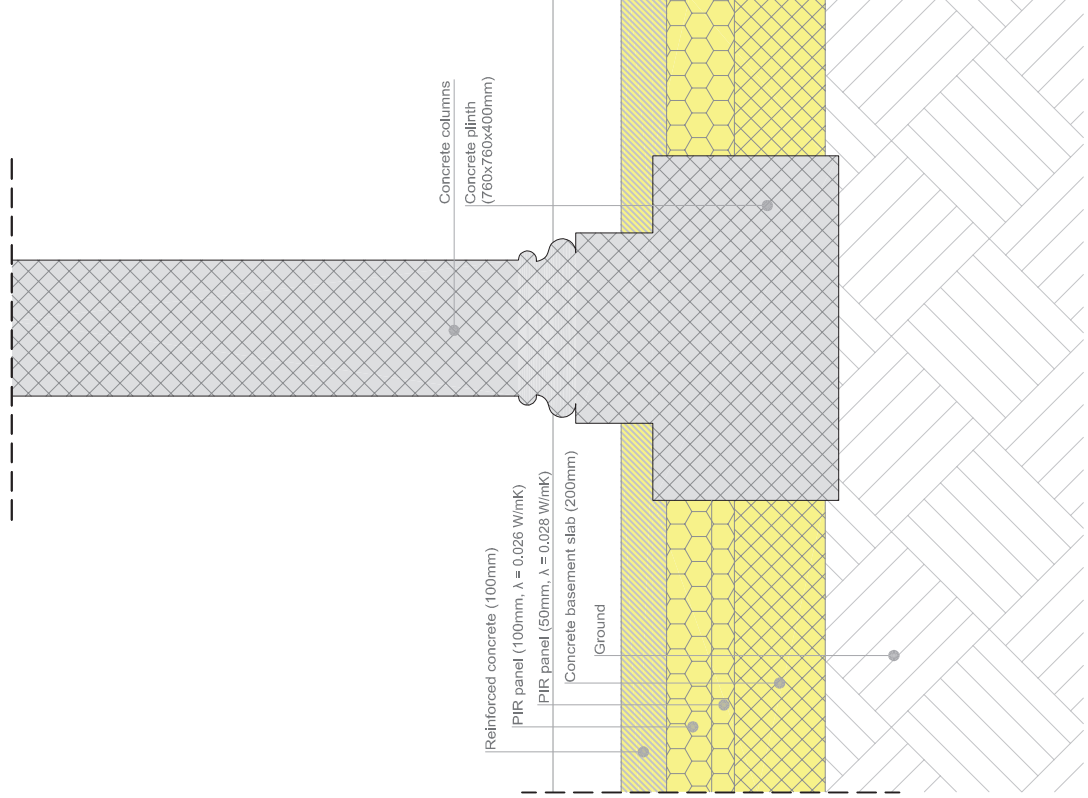 Concrete columns
Concrete plinth
(760x760x400mm)
Reinforced concrete (100mm)
PIR panel (100mm, λ = 0.026 W/mK)
PIR panel (50mm, λ = 0.028 W/mK)
Concrete basement slab (200mm)
Ground